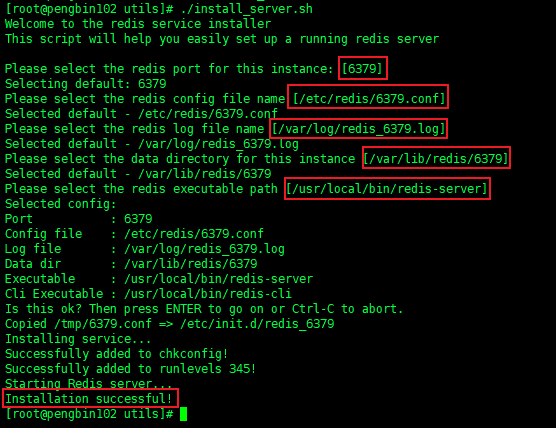 [root@pengbin102 utils]# ./install_server.sh
Welcome to the redis service installer
This script will help you easily set up a running redis server
Please select the redis port for this instance: [6379]
Selecting default: 6379
Please select the redis config file name [/etc/redis/6379.conf]
Selected default - /etc/redis/6379.conf
Please select the redis log file name [/var/log/redis_6379.log]
Selected default - /var/log/redis_6379.log
Please select the data directory for this instance [/var/lib/redis/6379]
Selected default - /var/lib/redis/6379
Please select the redis executable path [/usr/local/bin/redis-server]
Selected config:
Port           : 6379
Config file    : /etc/redis/6379.conf
Log file       : /var/log/redis_6379.log
Data dir       : /var/lib/redis/6379
Executable     : /usr/local/bin/redis-server
Cli Executable : /usr/local/bin/redis-cli
Is this ok? Then press ENTER to go on or Ctrl-C to abort.
Copied /tmp/6379.conf => /etc/init.d/redis_6379
Installing service...
Successfully added to chkconfig!
Successfully added to runlevels 345!
Starting Redis server...
Installation successful!
[root@pengbin102 utils]#